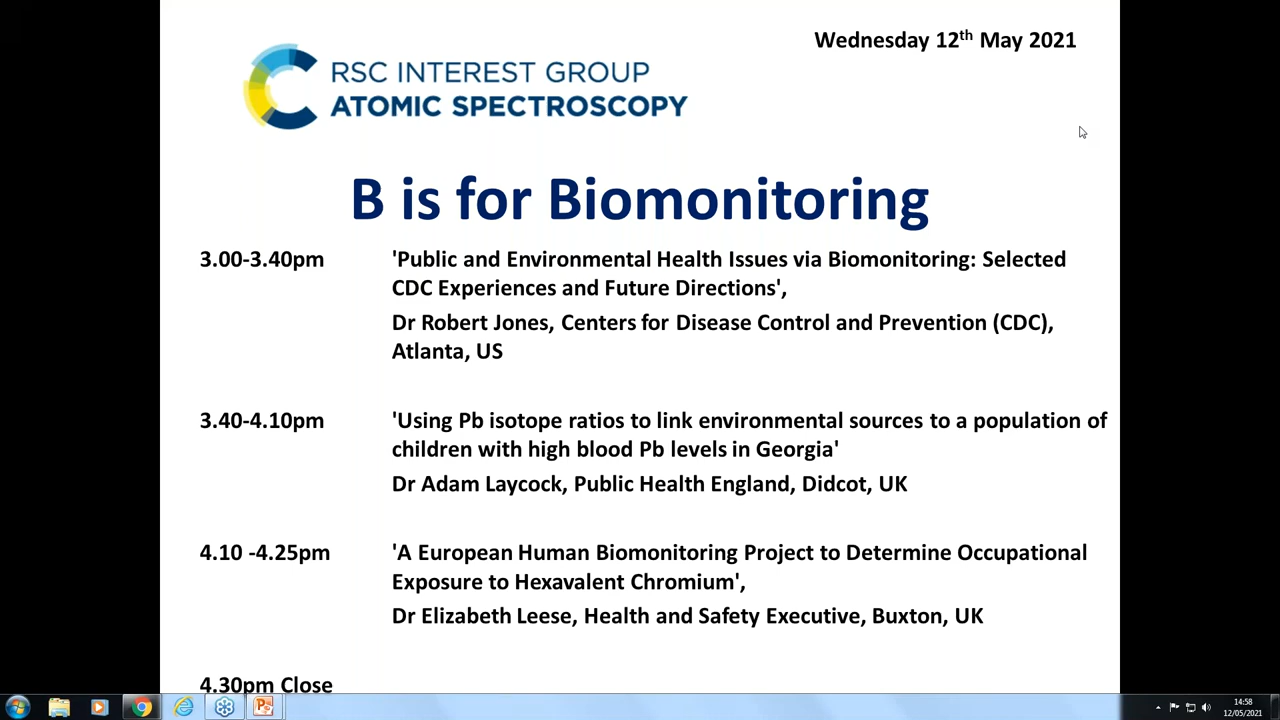 Wednesday 12th May 2021
RSC INTEREST GROUP
ATOMIC SPECTROSCOPY
B is for Biomonitoring
3.00-3.40pm 'Public and Environmental Health Issues via Biomonitoring: Selected
CDC Experiences and Future Directions',
Dr Robert Jones, Centers for Disease Control and Prevention (CDC),
Atlanta, US
3.40-4.10pm 'Using Pb isotope ratios to link environmental sources to a population of
children with high blood Pb levels in Georgia'
Dr Adam Laycock, Public Health England, Didcot, UK
4.10 -4.25pm 'A European Human Biomonitoring Project to Determine Occupational
Exposure to Hexavalent Chromium',
Dr Elizabeth Leese, Health and Safety Executive, Buxton, UK
4.30pm Close
14:58
12/05/2021